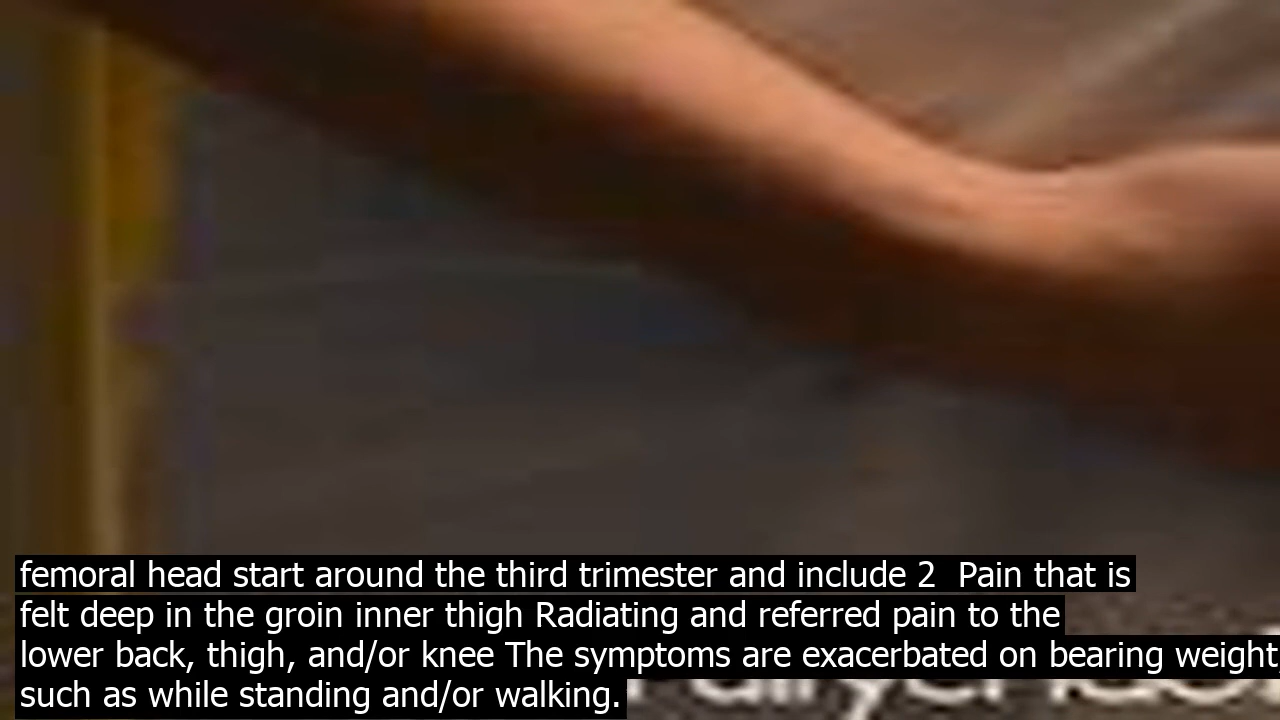 femoral head start around the third trimester and include 2  Pain that is
felt deep in the groin inner thigh Radiating and referred pain to the
lower back, thigh, and/or knee The symptoms are exacerbated on bearing weight,
such as while standing and/or walking.